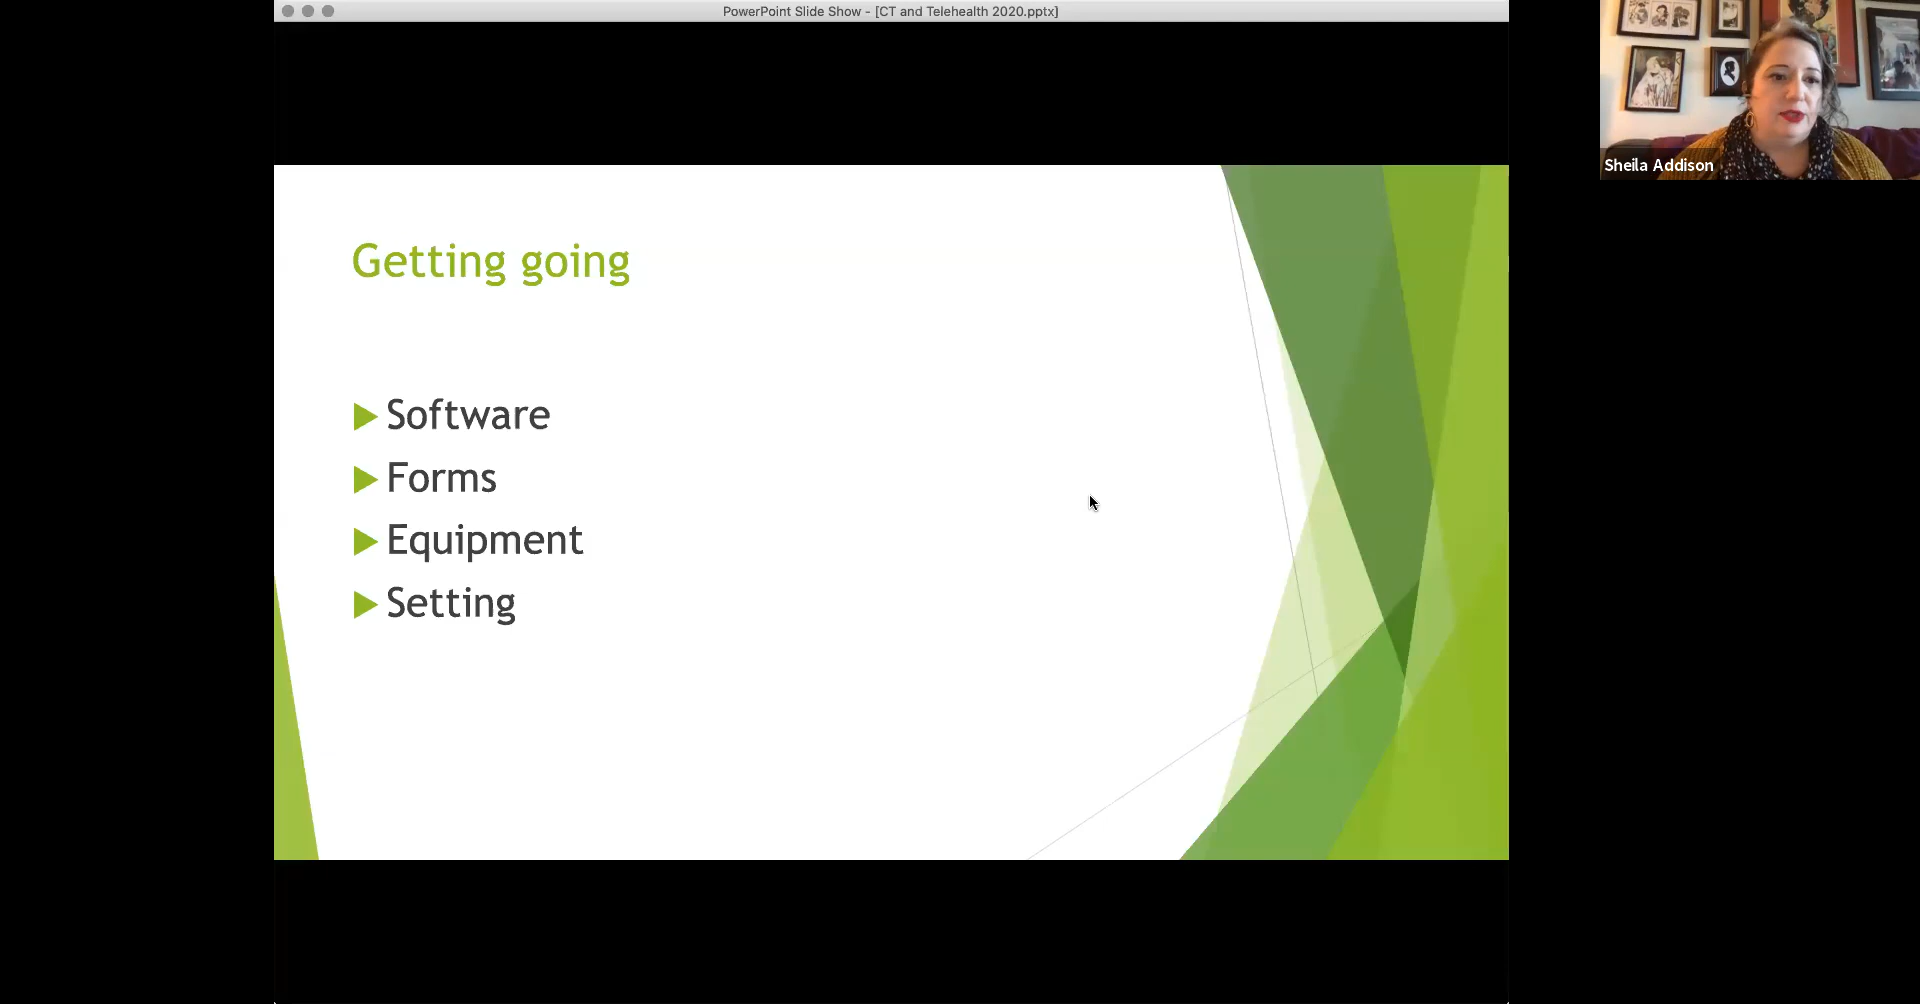 PowerPoint Slide Show - [CT and Telehealth 2020.pptx]
Sheila Addison
Getting going
Software
Forms
Equipment
Setting